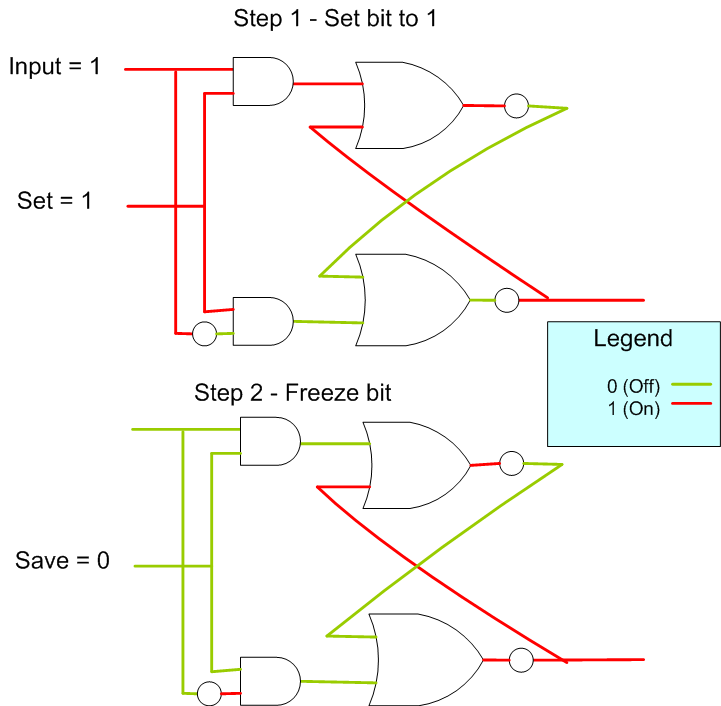 Step 1 - Set bit to 1
Input = 1
Set = 1
Legend
0 (Off)
1 (On)
Step 2 - Freeze bit
Save = 0